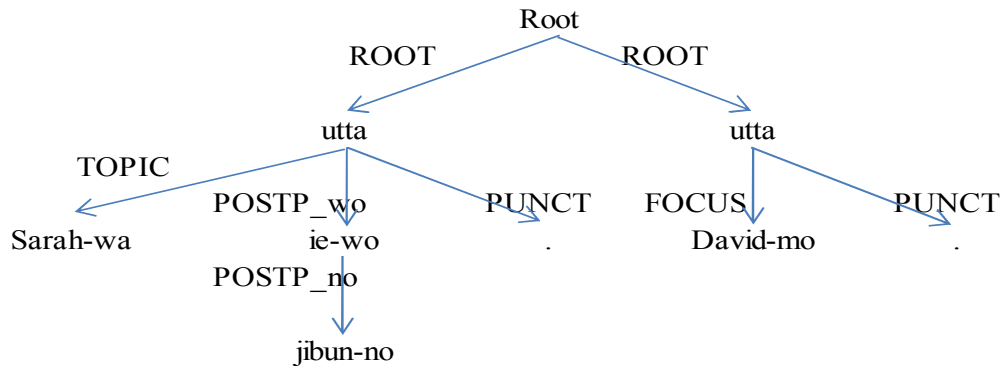 Root
ROOT ROOT
utta utta
TOPIC
POSTP_wo PUNCT FOCUS PUNCT
Sarah-wa ie-wo . David-mo .
POSTP_no
jibun-no